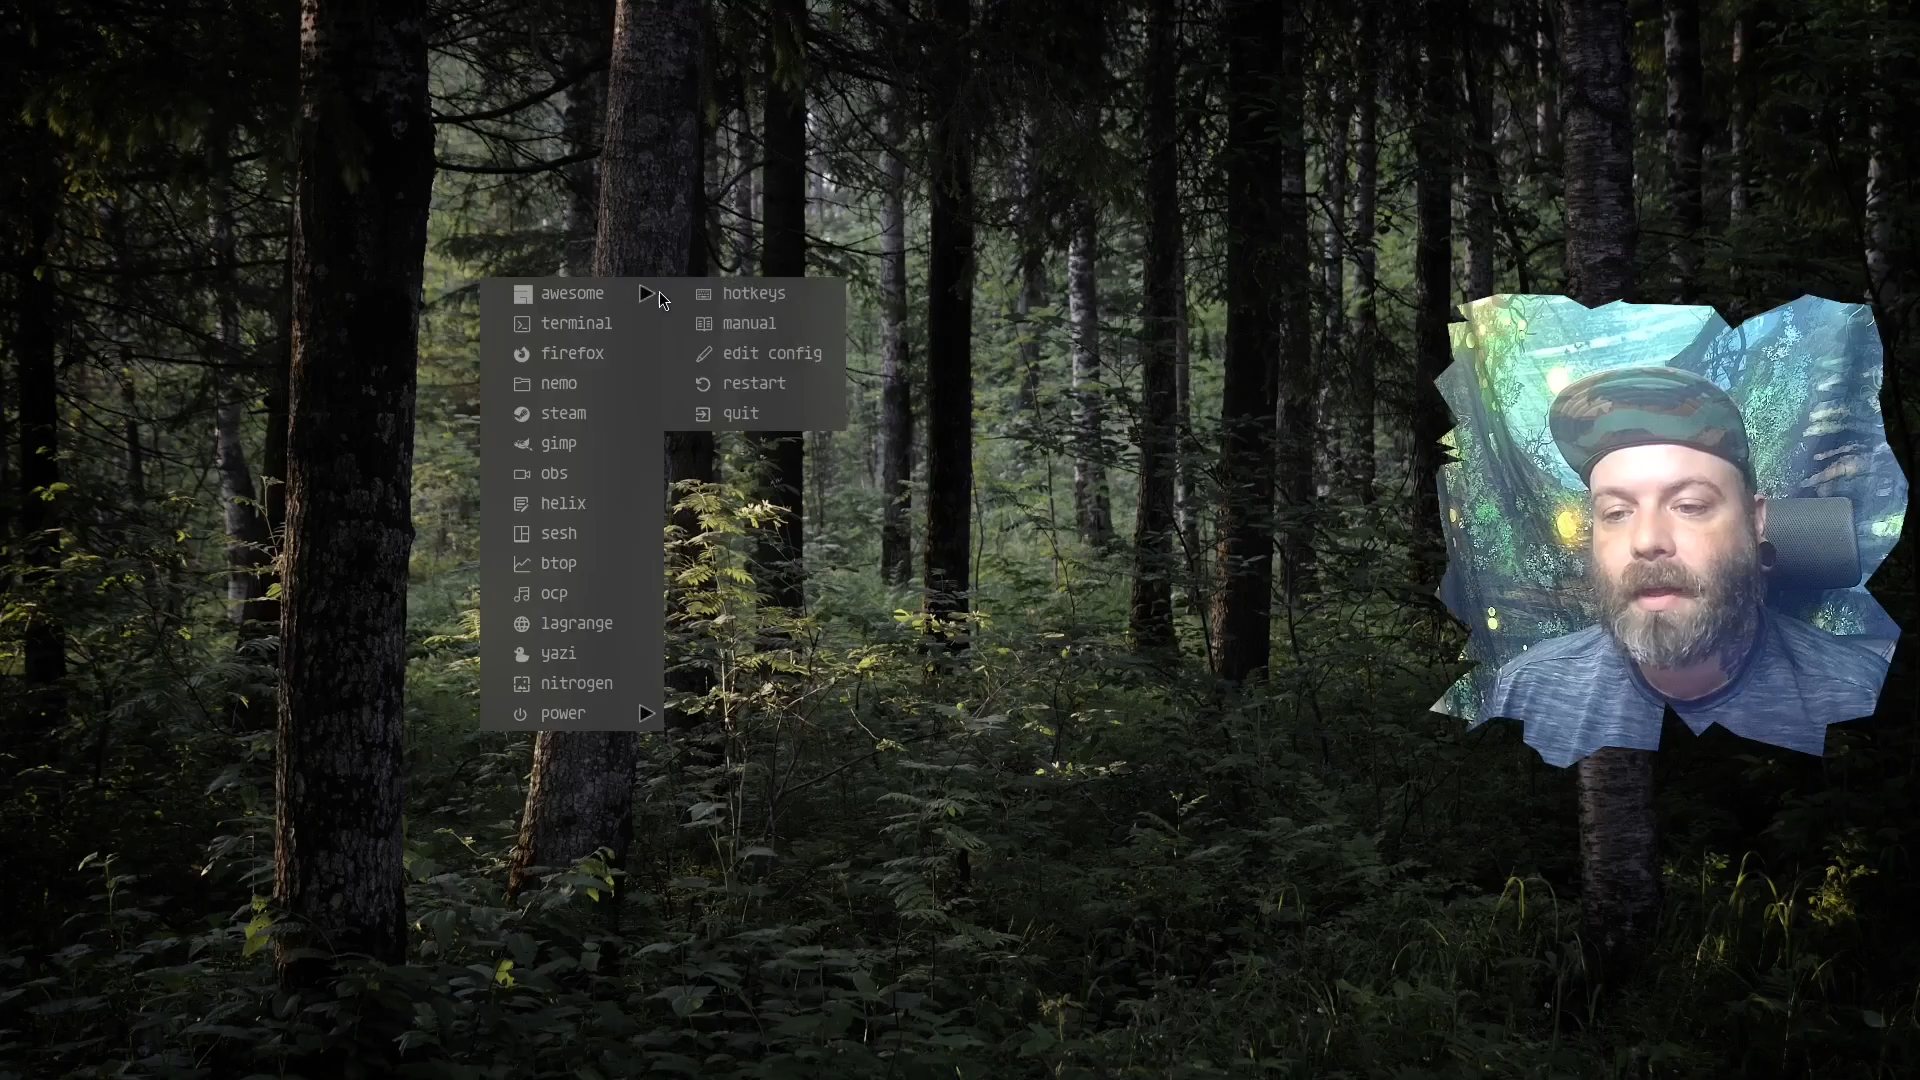 awesome
terminal
firefox
nemo
steam
gimp
obs
helix
sesh
btop
ocp
lagrange
yazi
nitrogen
power
hotkeys
manual
edit config
restart
quit